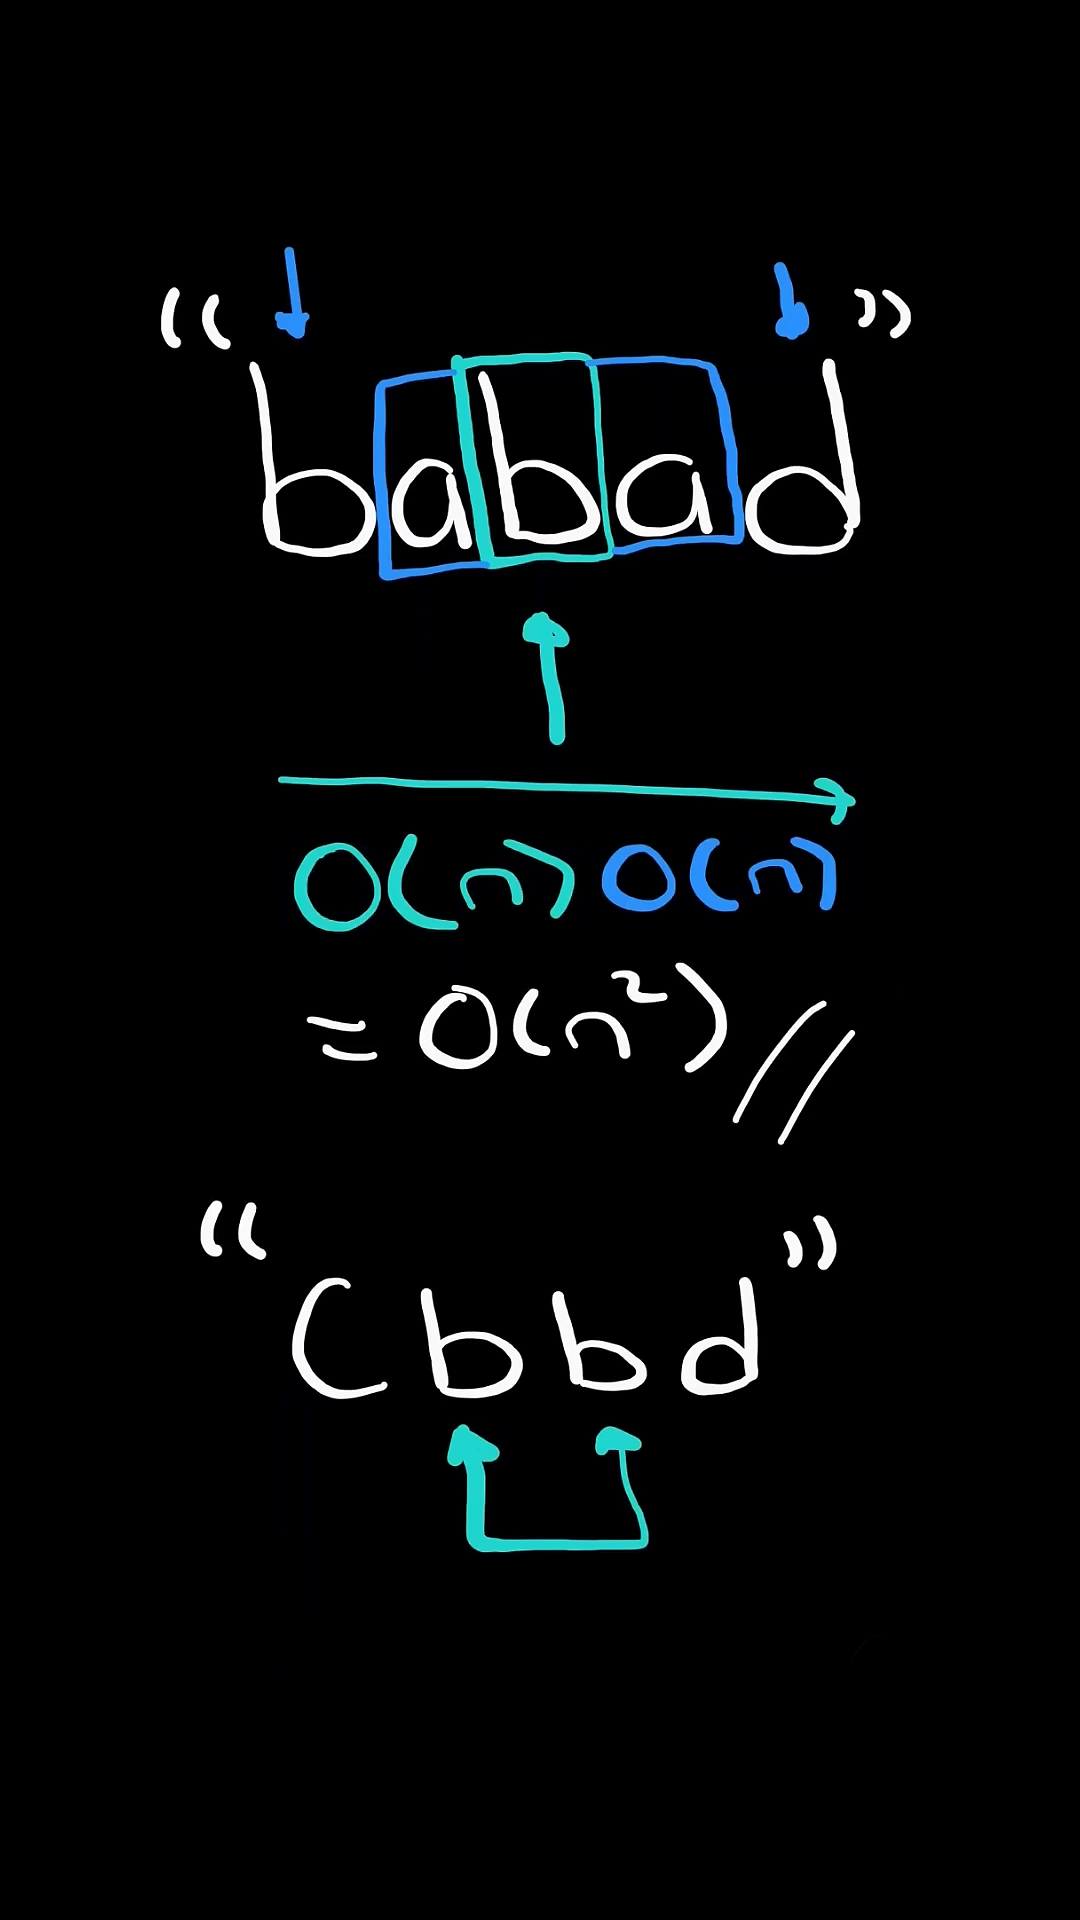 “babad”
O(n) O(n)
= O(n²) //
“Cbbd”